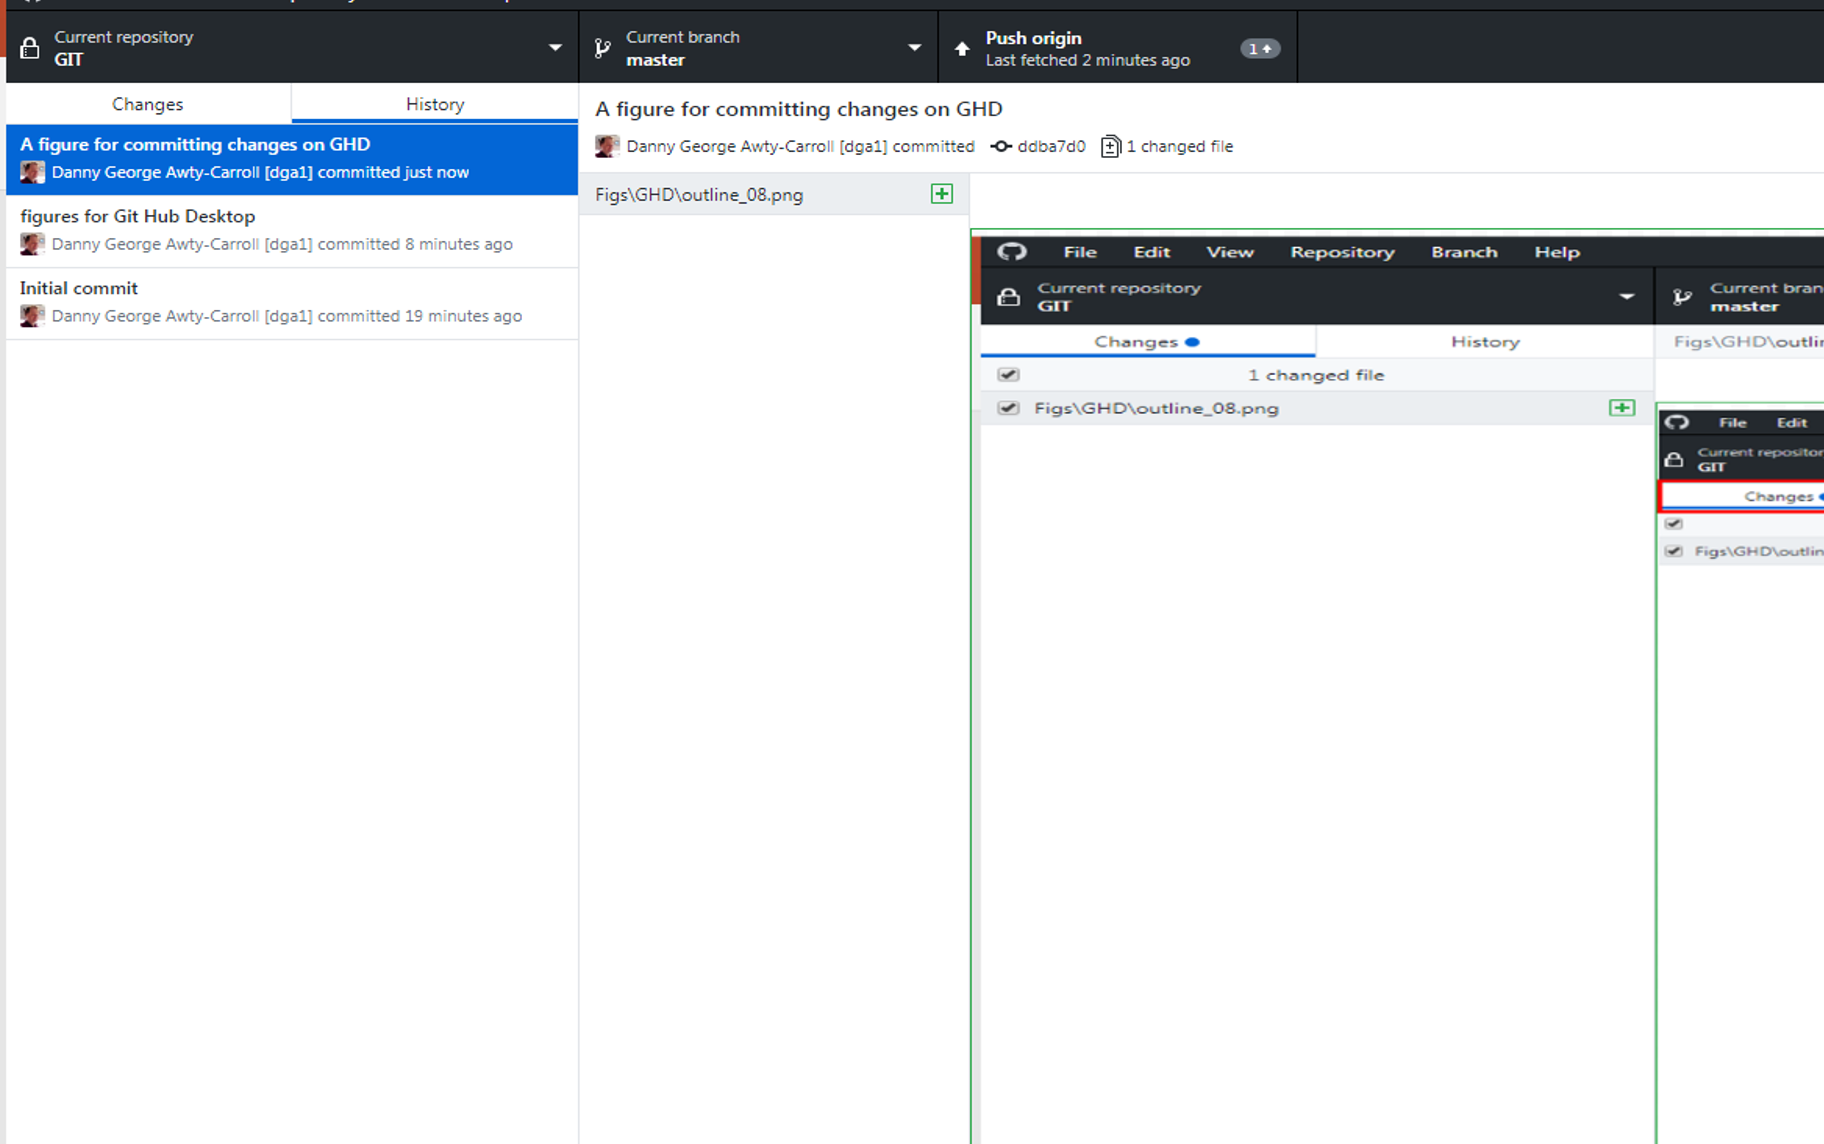 Current repository
GIT
Current branch
master
Push origin
Last fetched 2 minutes ago
1
Changes
History
A figure for committing changes on GHD
Danny George Awty-Carroll [dga1] committed just now
figures for Git Hub Desktop
Danny George Awty-Carroll [dga1] committed 8 minutes ago
Initial commit
Danny George Awty-Carroll [dga1] committed 19 minutes ago
A figure for committing changes on GHD
Danny George Awty-Carroll [dga1] committed ddba7d0 1 changed file
Figs\GHD\outline_08.png
File Edit View Repository Branch Help
Current repository
GIT
Current bran
master
Changes
History
Figs\GHD\outlin
1 changed file
Figs\GHD\outline_08.png
File Edit
Current repositor
GIT
Changes
Figs\GHD\outlin